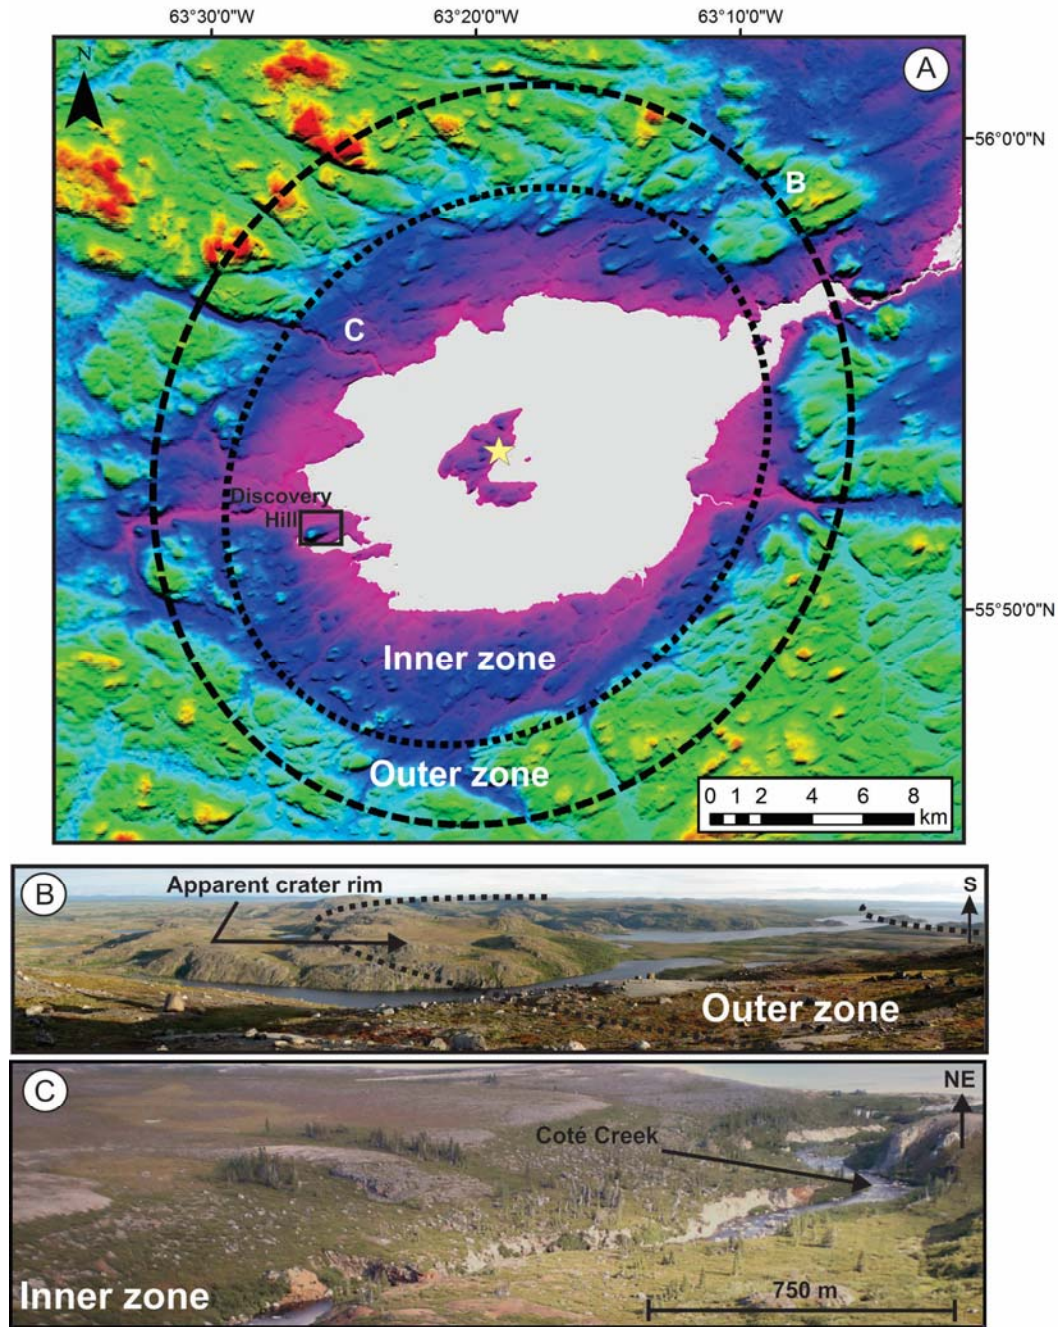 63°30'0"W 63°20'0"W 63°10'0"W
N
A
56°0'0"N
B
C
Discovery
Hill
55°50'0"N
Inner zone
Outer zone
0 1 2 4 6 8
km
B
Apparent crater rim
S
Outer zone
C
NE
Coté Creek
750 m
Inner zone